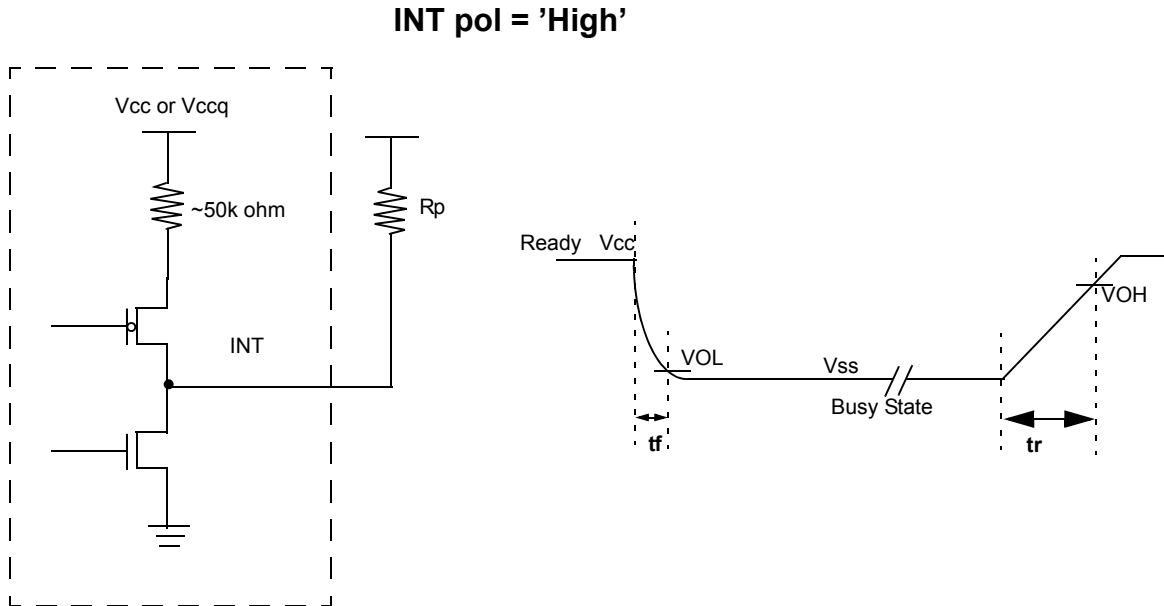 INT pol = ’High’
Vcc or Vccq
~50k ohm
Rp
INT
Ready Vcc
VOL
Vss
Busy State
VOH
tf
tr